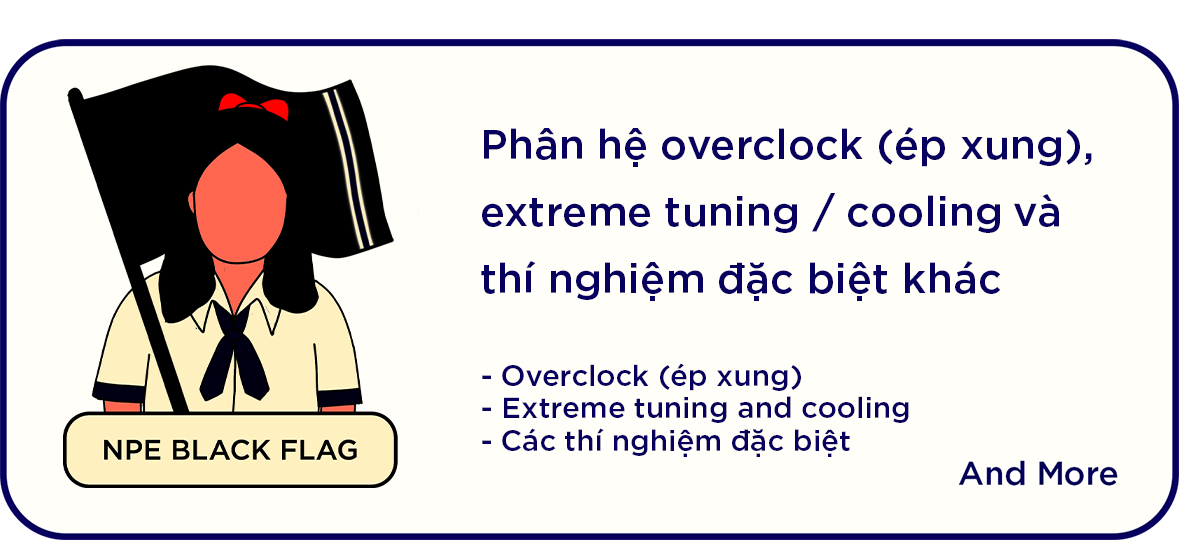 Phân hệ overclock (ép xung),
extreme tuning / cooling và
thí nghiệm đặc biệt khác
- Overclock (ép xung)
- Extreme tuning and cooling
- Các thí nghiệm đặc biệt
And More
NPE BLACK FLAG